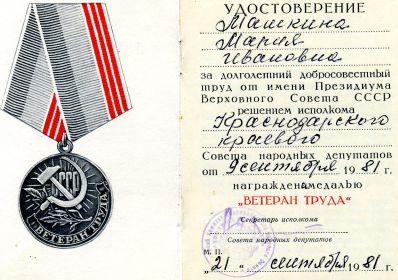 СССР
ВЕТЕРАН ТРУДА
УДОСТОВЕРЕНИЕ
Машкина
Мария
Ивановна
за долголетний добросовестный
труд от имени Президиума
Верховного Совета СССР
решением исполкома
Краснодарского
краевого
Совета народных депутатов
от 9 сентября 1981 г.
награждена медалью
„ВЕТЕРАН ТРУДА“
Секретарь исполкома
Совета народных депутатов
М. П.
„21“ сентября 1981 г.